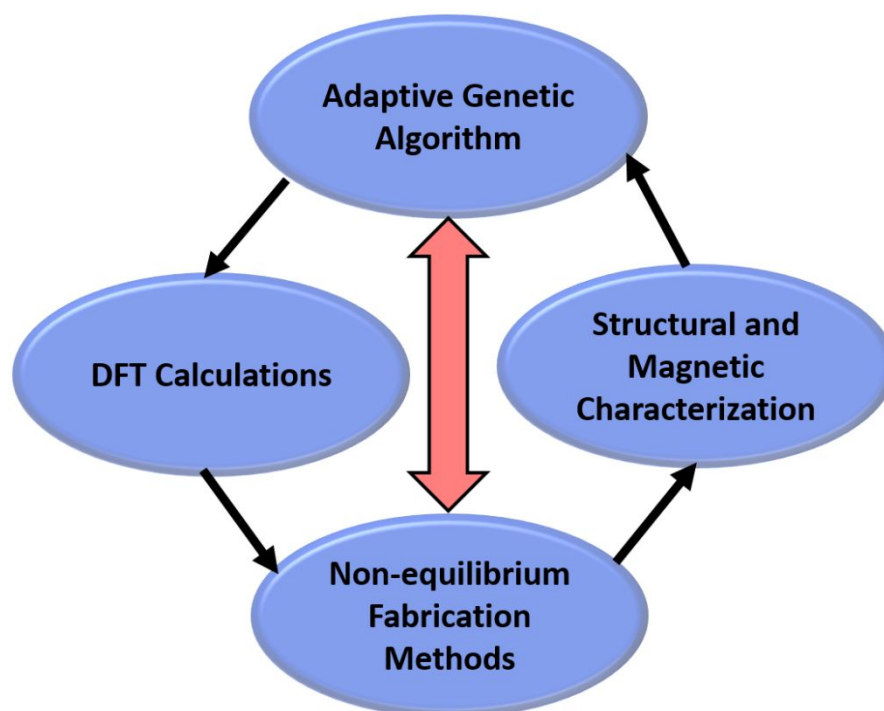 Adaptive Genetic
Algorithm
DFT Calculations
Structural and
Magnetic
Characterization
Non-equilibrium
Fabrication
Methods